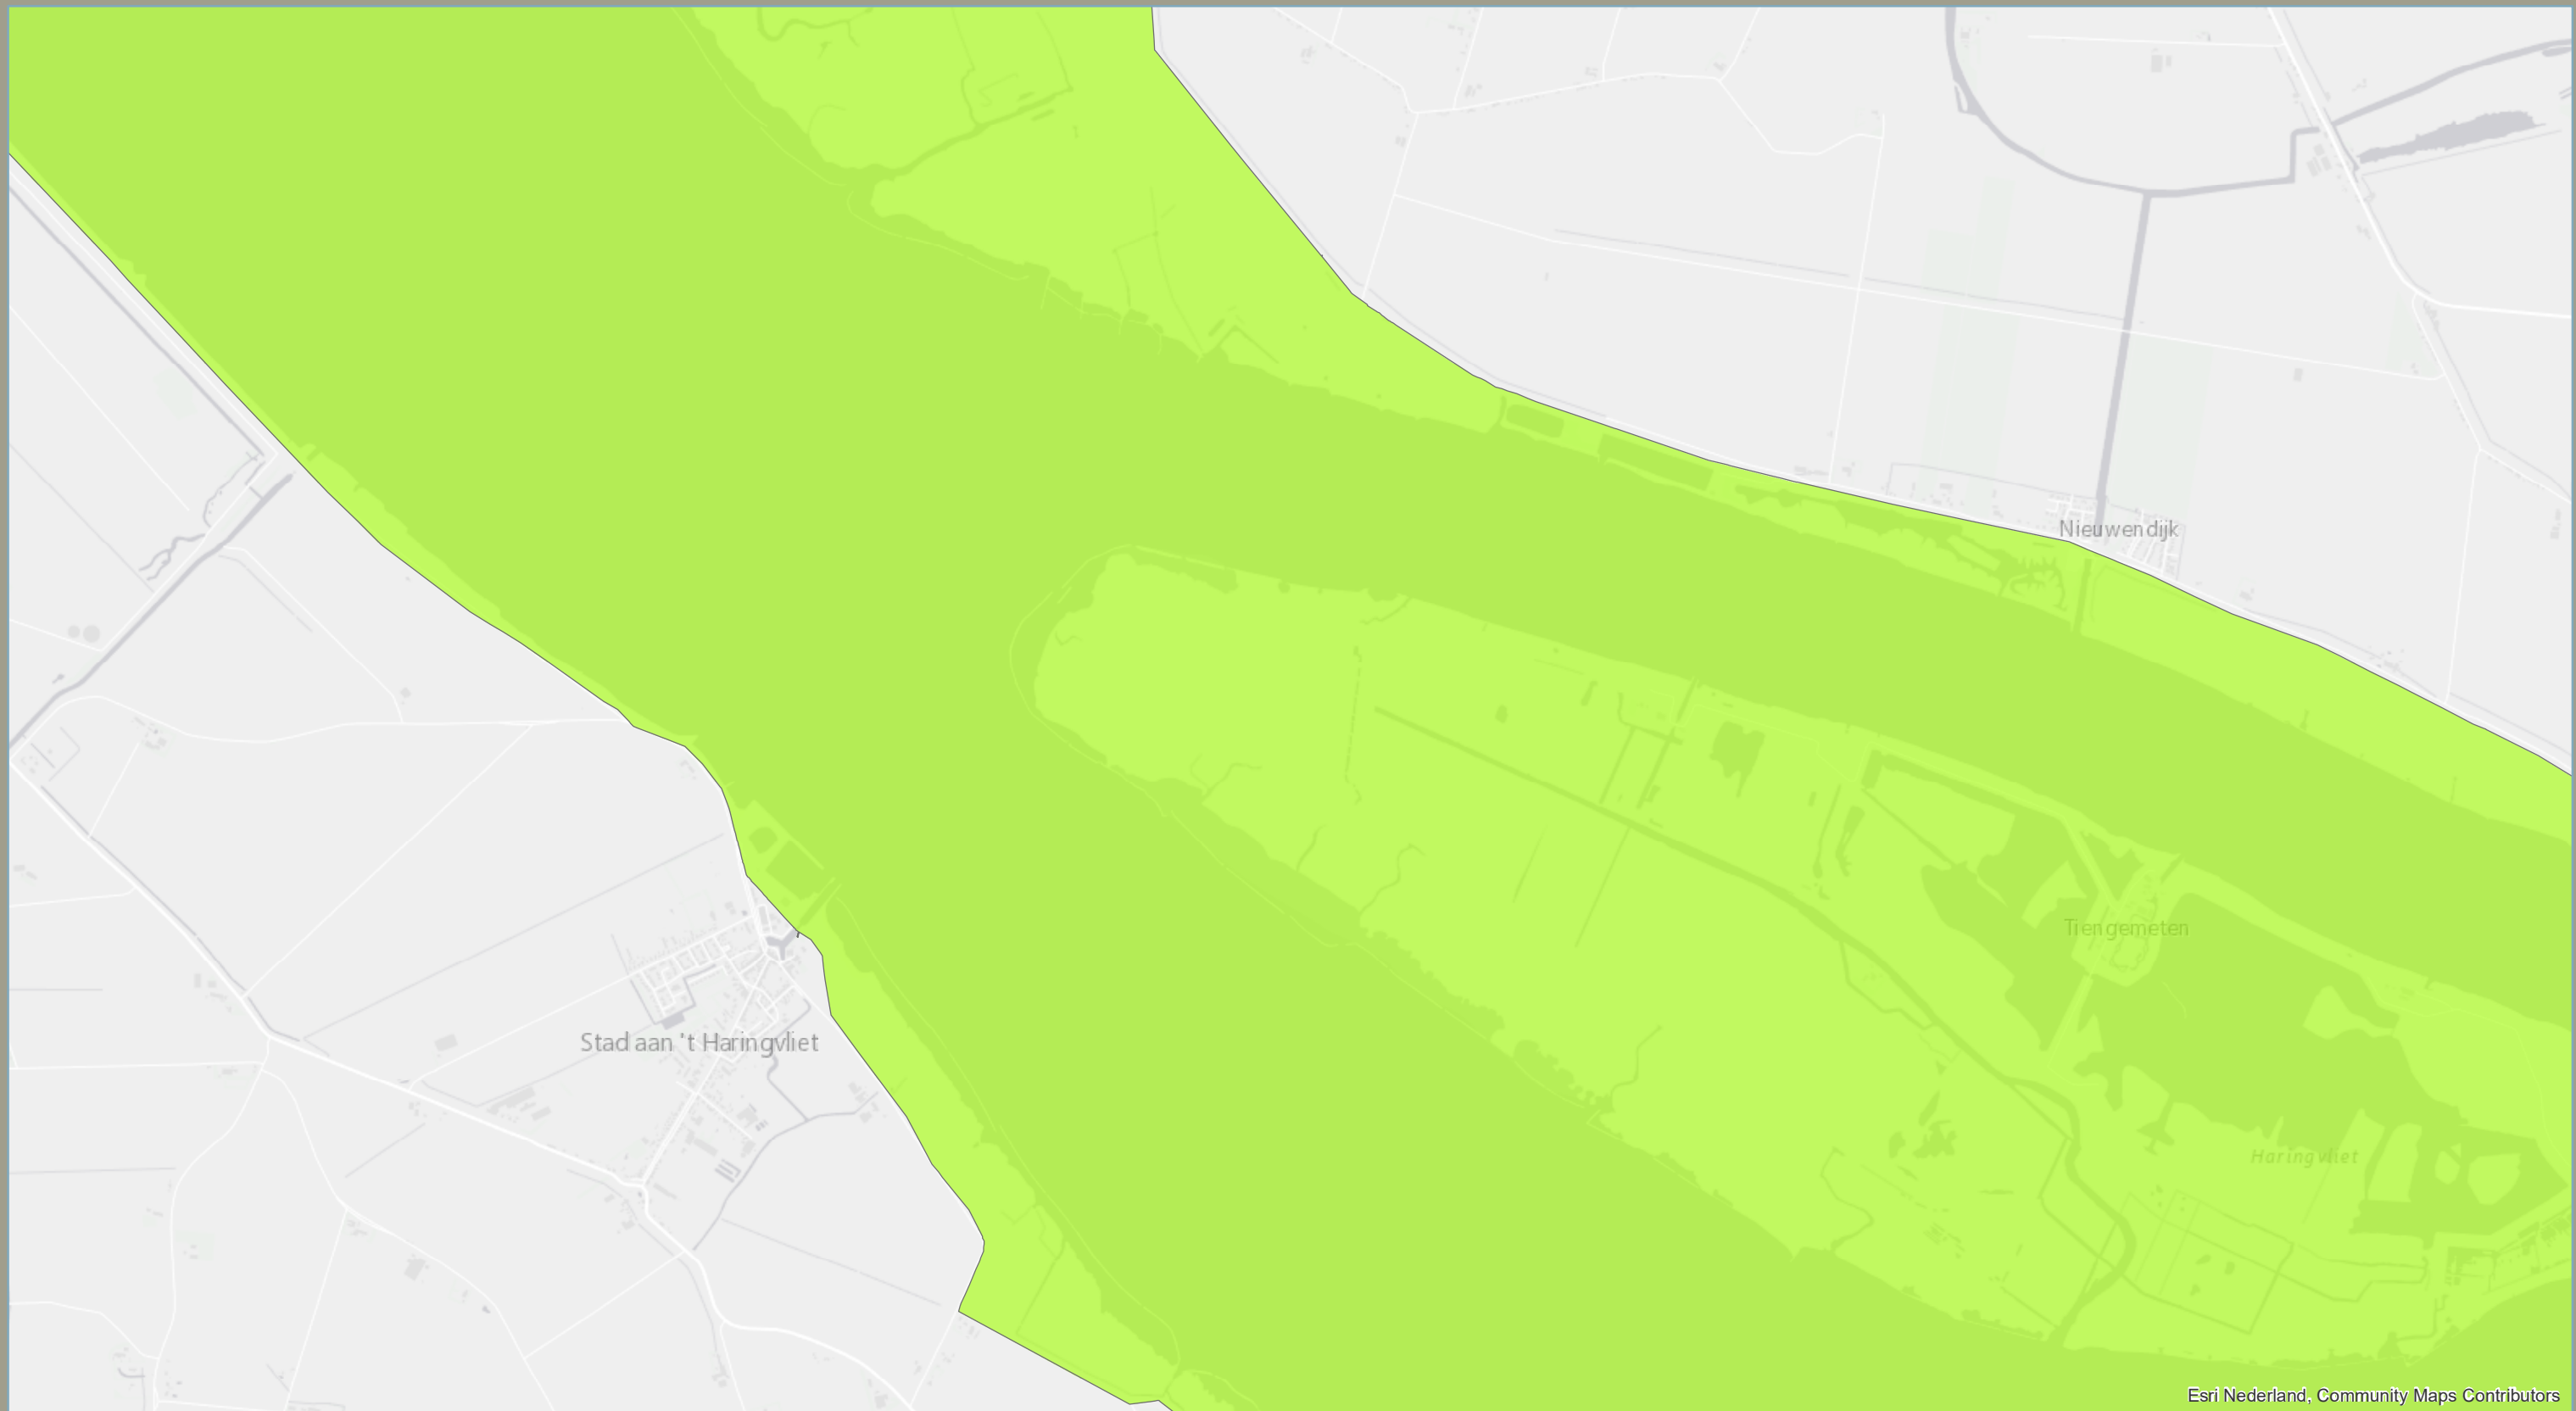 Nieuwendijk
Tiengemeten
Stad aan 't Haringvliet
Haringvliet
Esri Nederland, Community Maps Contributors